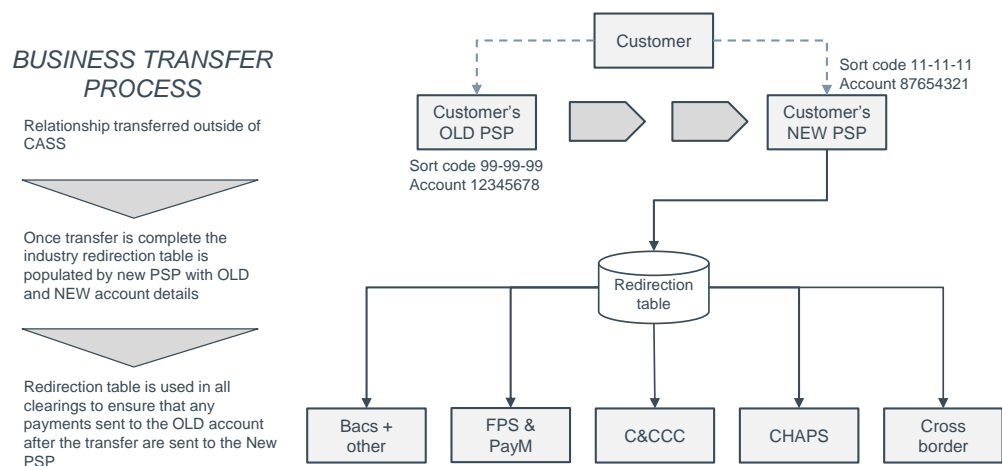 BUSINESS TRANSFER
PROCESS
Relationship transferred outside of
CASS
Once transfer is complete the
industry redirection table is
populated by new PSP with OLD
and NEW account details
Redirection table is used in all
clearings to ensure that any
payments sent to the OLD account
after the transfer are sent to the New
PSP
Customer
Sort code 11-11-11
Account 87654321
Customer's
OLD PSP
Customer's
NEW PSP
Sort code 99-99-99
Account 12345678
Redirection
table
Bacs +
other
FPS &
PayM
C&CCC
CHAPS
Cross
border